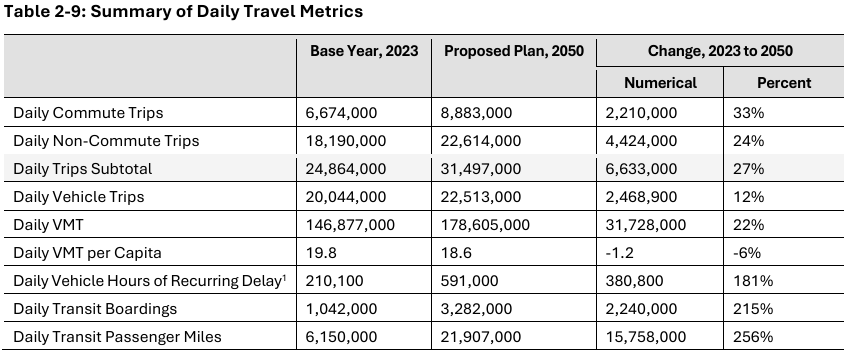 Table 2-9: Summary of Daily Travel Metrics
Base Year, 2023 Proposed Plan, 2050 Change, 2023 to 2050
Numerical Percent
Daily Commute Trips 6,674,000 8,883,000 2,210,000 33%
Daily Non-Commute Trips 18,190,000 22,614,000 4,424,000 24%
Daily Trips Subtotal 24,864,000 31,497,000 6,633,000 27%
Daily Vehicle Trips 20,044,000 22,513,000 2,468,900 12%
Daily VMT 146,877,000 178,605,000 31,728,000 22%
Daily VMT per Capita 19.8 18.6 -1.2 -6%
Daily Vehicle Hours of Recurring Delay¹ 210,100 591,000 380,800 181%
Daily Transit Boardings 1,042,000 3,282,000 2,240,000 215%
Daily Transit Passenger Miles 6,150,000 21,907,000 15,758,000 256%